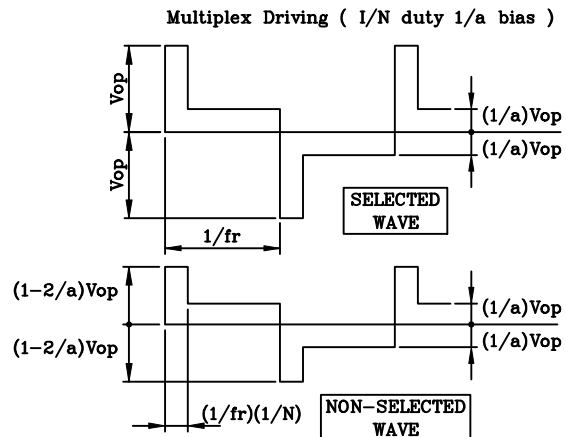 Multiplex Driving ( I/N duty 1/a bias )
Vop
Vop
(1/a)Vop
(1/a)Vop
SELECTED
WAVE
1/fr
(1-2/a)Vop
(1-2/a)Vop
(1/a)Vop
(1/a)Vop
(1/fr)(1/N)
NON-SELECTED
WAVE